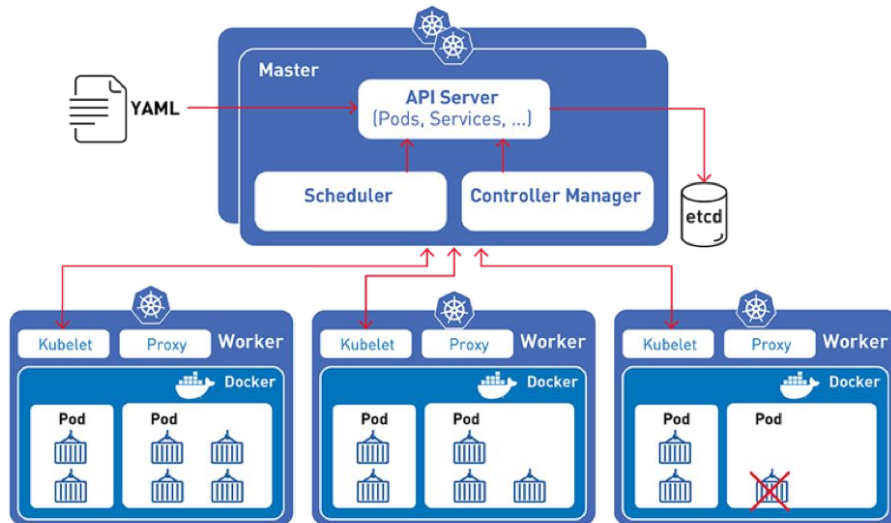 Master
API Server
(Pods, Services, ...)
YAML
Scheduler
Controller Manager
etcd
Kubelet
Proxy
Worker
Docker
Pod
Pod
Kubelet
Proxy
Worker
Docker
Pod
Pod
Kubelet
Proxy
Worker
Docker
Pod
Pod